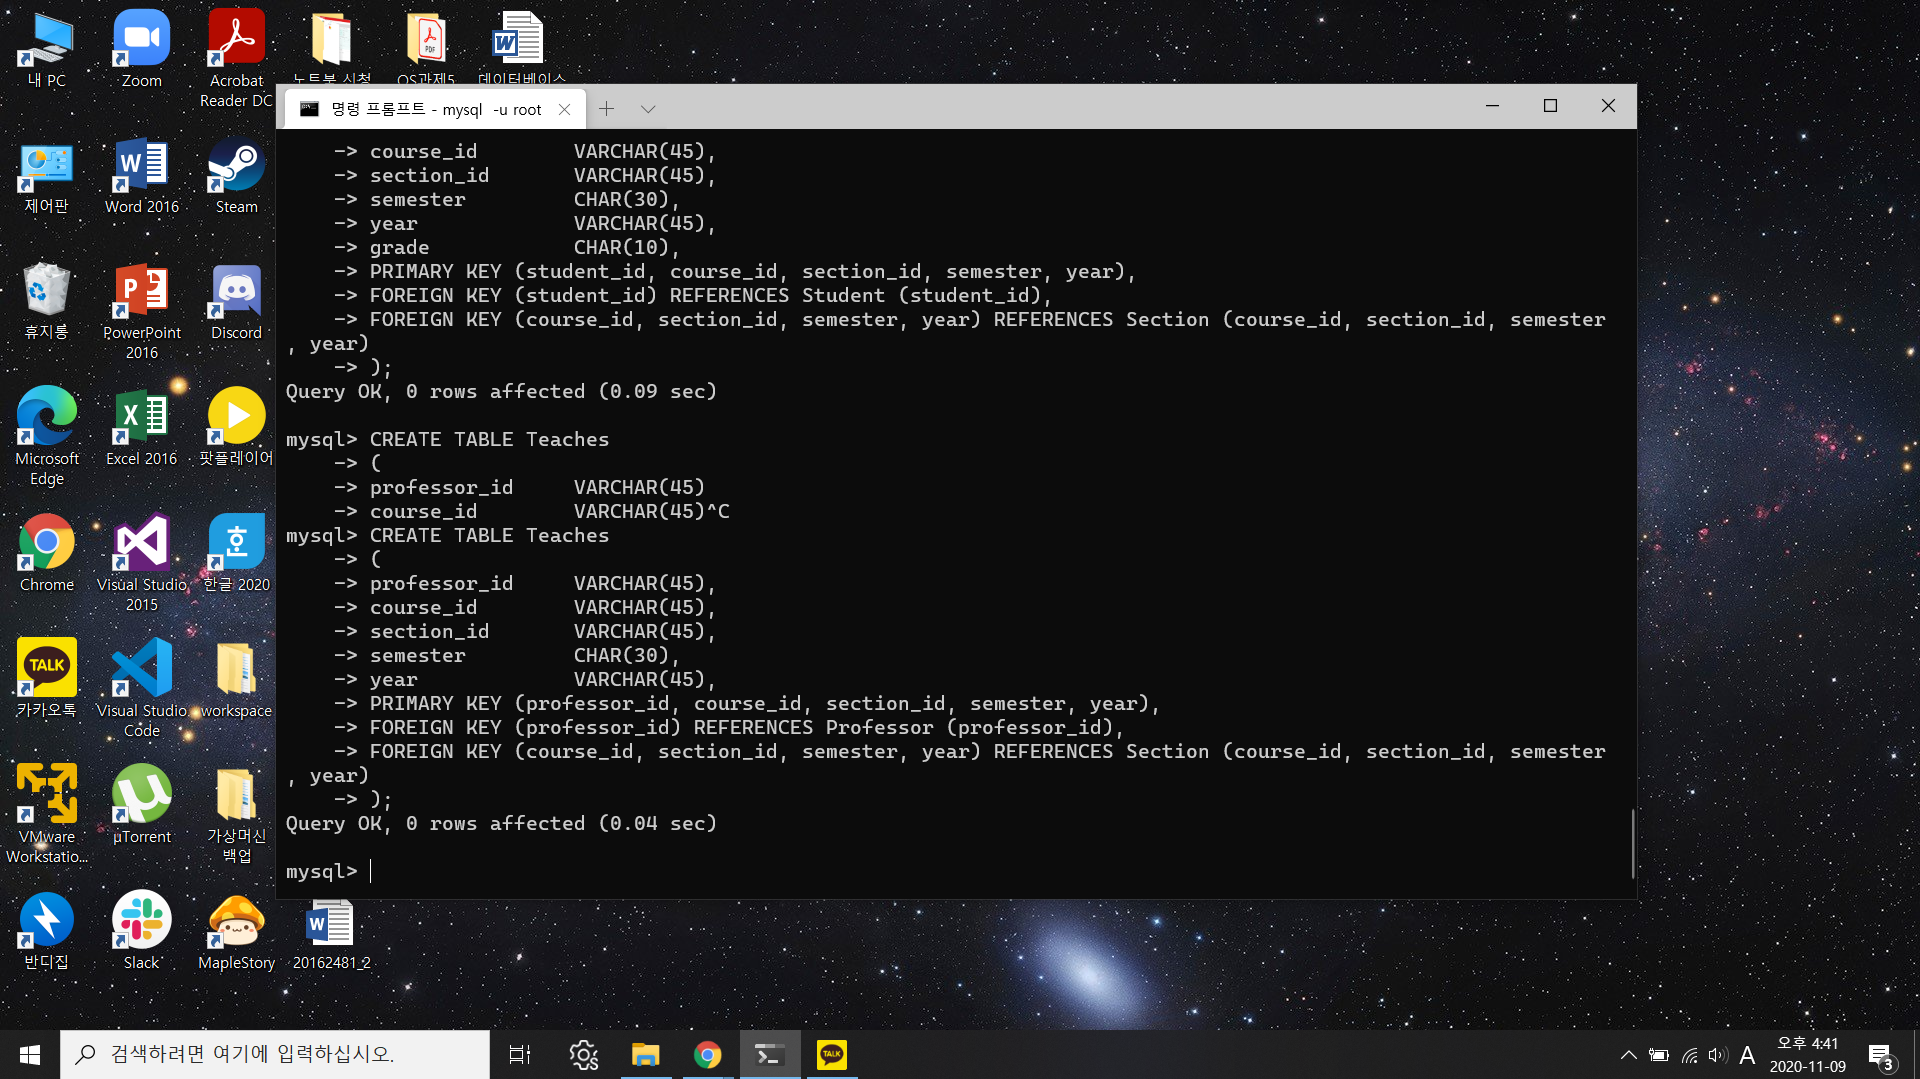 내 PC
Zoom
Acrobat
Reader DC
노트북 신청
OS과제5
데이터베이스
제어판
Word 2016
Steam
휴지통
PowerPoint
2016
Discord
Microsoft
Edge
Excel 2016
팟플레이어
Chrome
Visual Studio
2015
한글 2020
TALK
카카오톡
Visual Studio
Code
workspace
VMware
Workstatio...
µTorrent
가상머신
백업
반디집
Slack
MapleStory
20162481_2
명령 프롬프트 - mysql  -u root
    -> course_id        VARCHAR(45),
    -> section_id       VARCHAR(45),
    -> semester         CHAR(30),
    -> year             VARCHAR(45),
    -> grade            CHAR(10),
    -> PRIMARY KEY (student_id, course_id, section_id, semester, year),
    -> FOREIGN KEY (student_id) REFERENCES Student (student_id),
    -> FOREIGN KEY (course_id, section_id, semester, year) REFERENCES Section (course_id, section_id, semester
, year)
    -> );
Query OK, 0 rows affected (0.09 sec)
mysql> CREATE TABLE Teaches
    -> (
    -> professor_id     VARCHAR(45)
    -> course_id        VARCHAR(45)^C
mysql> CREATE TABLE Teaches
    -> (
    -> professor_id     VARCHAR(45),
    -> course_id        VARCHAR(45),
    -> section_id       VARCHAR(45),
    -> semester         CHAR(30),
    -> year             VARCHAR(45),
    -> PRIMARY KEY (professor_id, course_id, section_id, semester, year),
    -> FOREIGN KEY (professor_id) REFERENCES Professor (professor_id),
    -> FOREIGN KEY (course_id, section_id, semester, year) REFERENCES Section (course_id, section_id, semester
, year)
    -> );
Query OK, 0 rows affected (0.04 sec)
mysql>
검색하려면 여기에 입력하십시오.
TALK
A
오후 4:41
2020-11-09
3